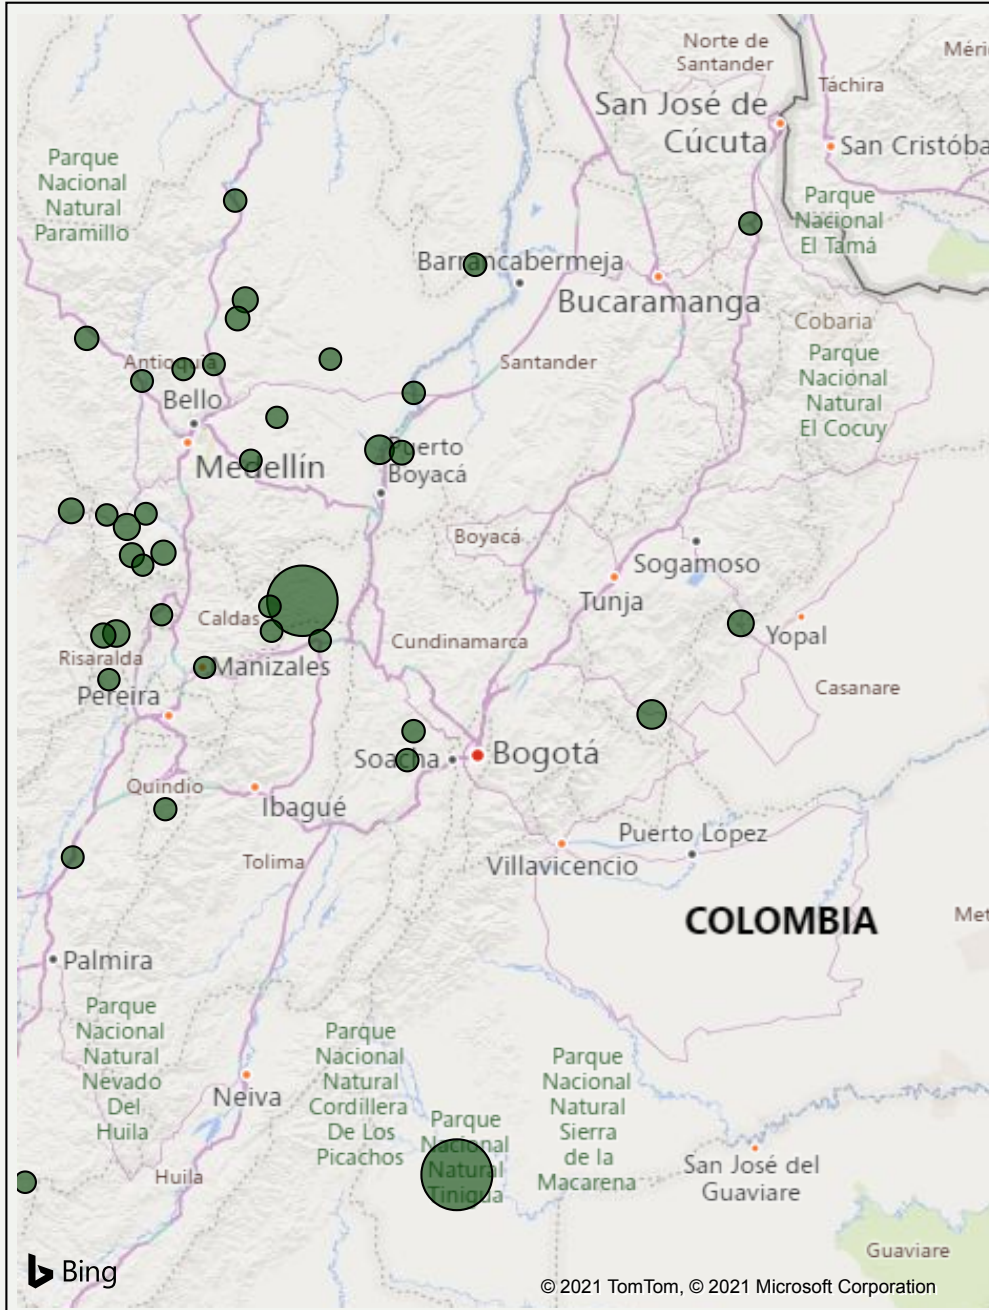 Norte de
Santander
Méri
Táchira
San José de
Cúcuta
San Cristóba
Parque
Nacional
Natural
Paramillo
Parque
Nacional
El Tamá
Barrancabermeja
Bucaramanga
Cobaria
Parque
Nacional
Natural
El Cocuy
Antioquia
Santander
Bello
Medellín
Puerto
Boyacá
Boyacá
Sogamoso
Tunja
Caldas
Cundinamarca
Yopal
Risaralda
Manizales
Pereira
Casanare
Soacha
Bogotá
Quindio
Ibagué
Puerto López
Tolima
Villavicencio
COLOMBIA
Met
Palmira
Parque
Nacional
Natural
Nevado
Del
Huila
Parque
Nacional
Natural
Cordillera
De Los
Picachos
Parque
Nacional
Natural
Sierra
de la
Macarena
Neiva
Parque
Nacional
Natural
Tinigua
Huila
San José del
Guaviare
Guaviare
Bing
© 2021 TomTom, © 2021 Microsoft Corporation